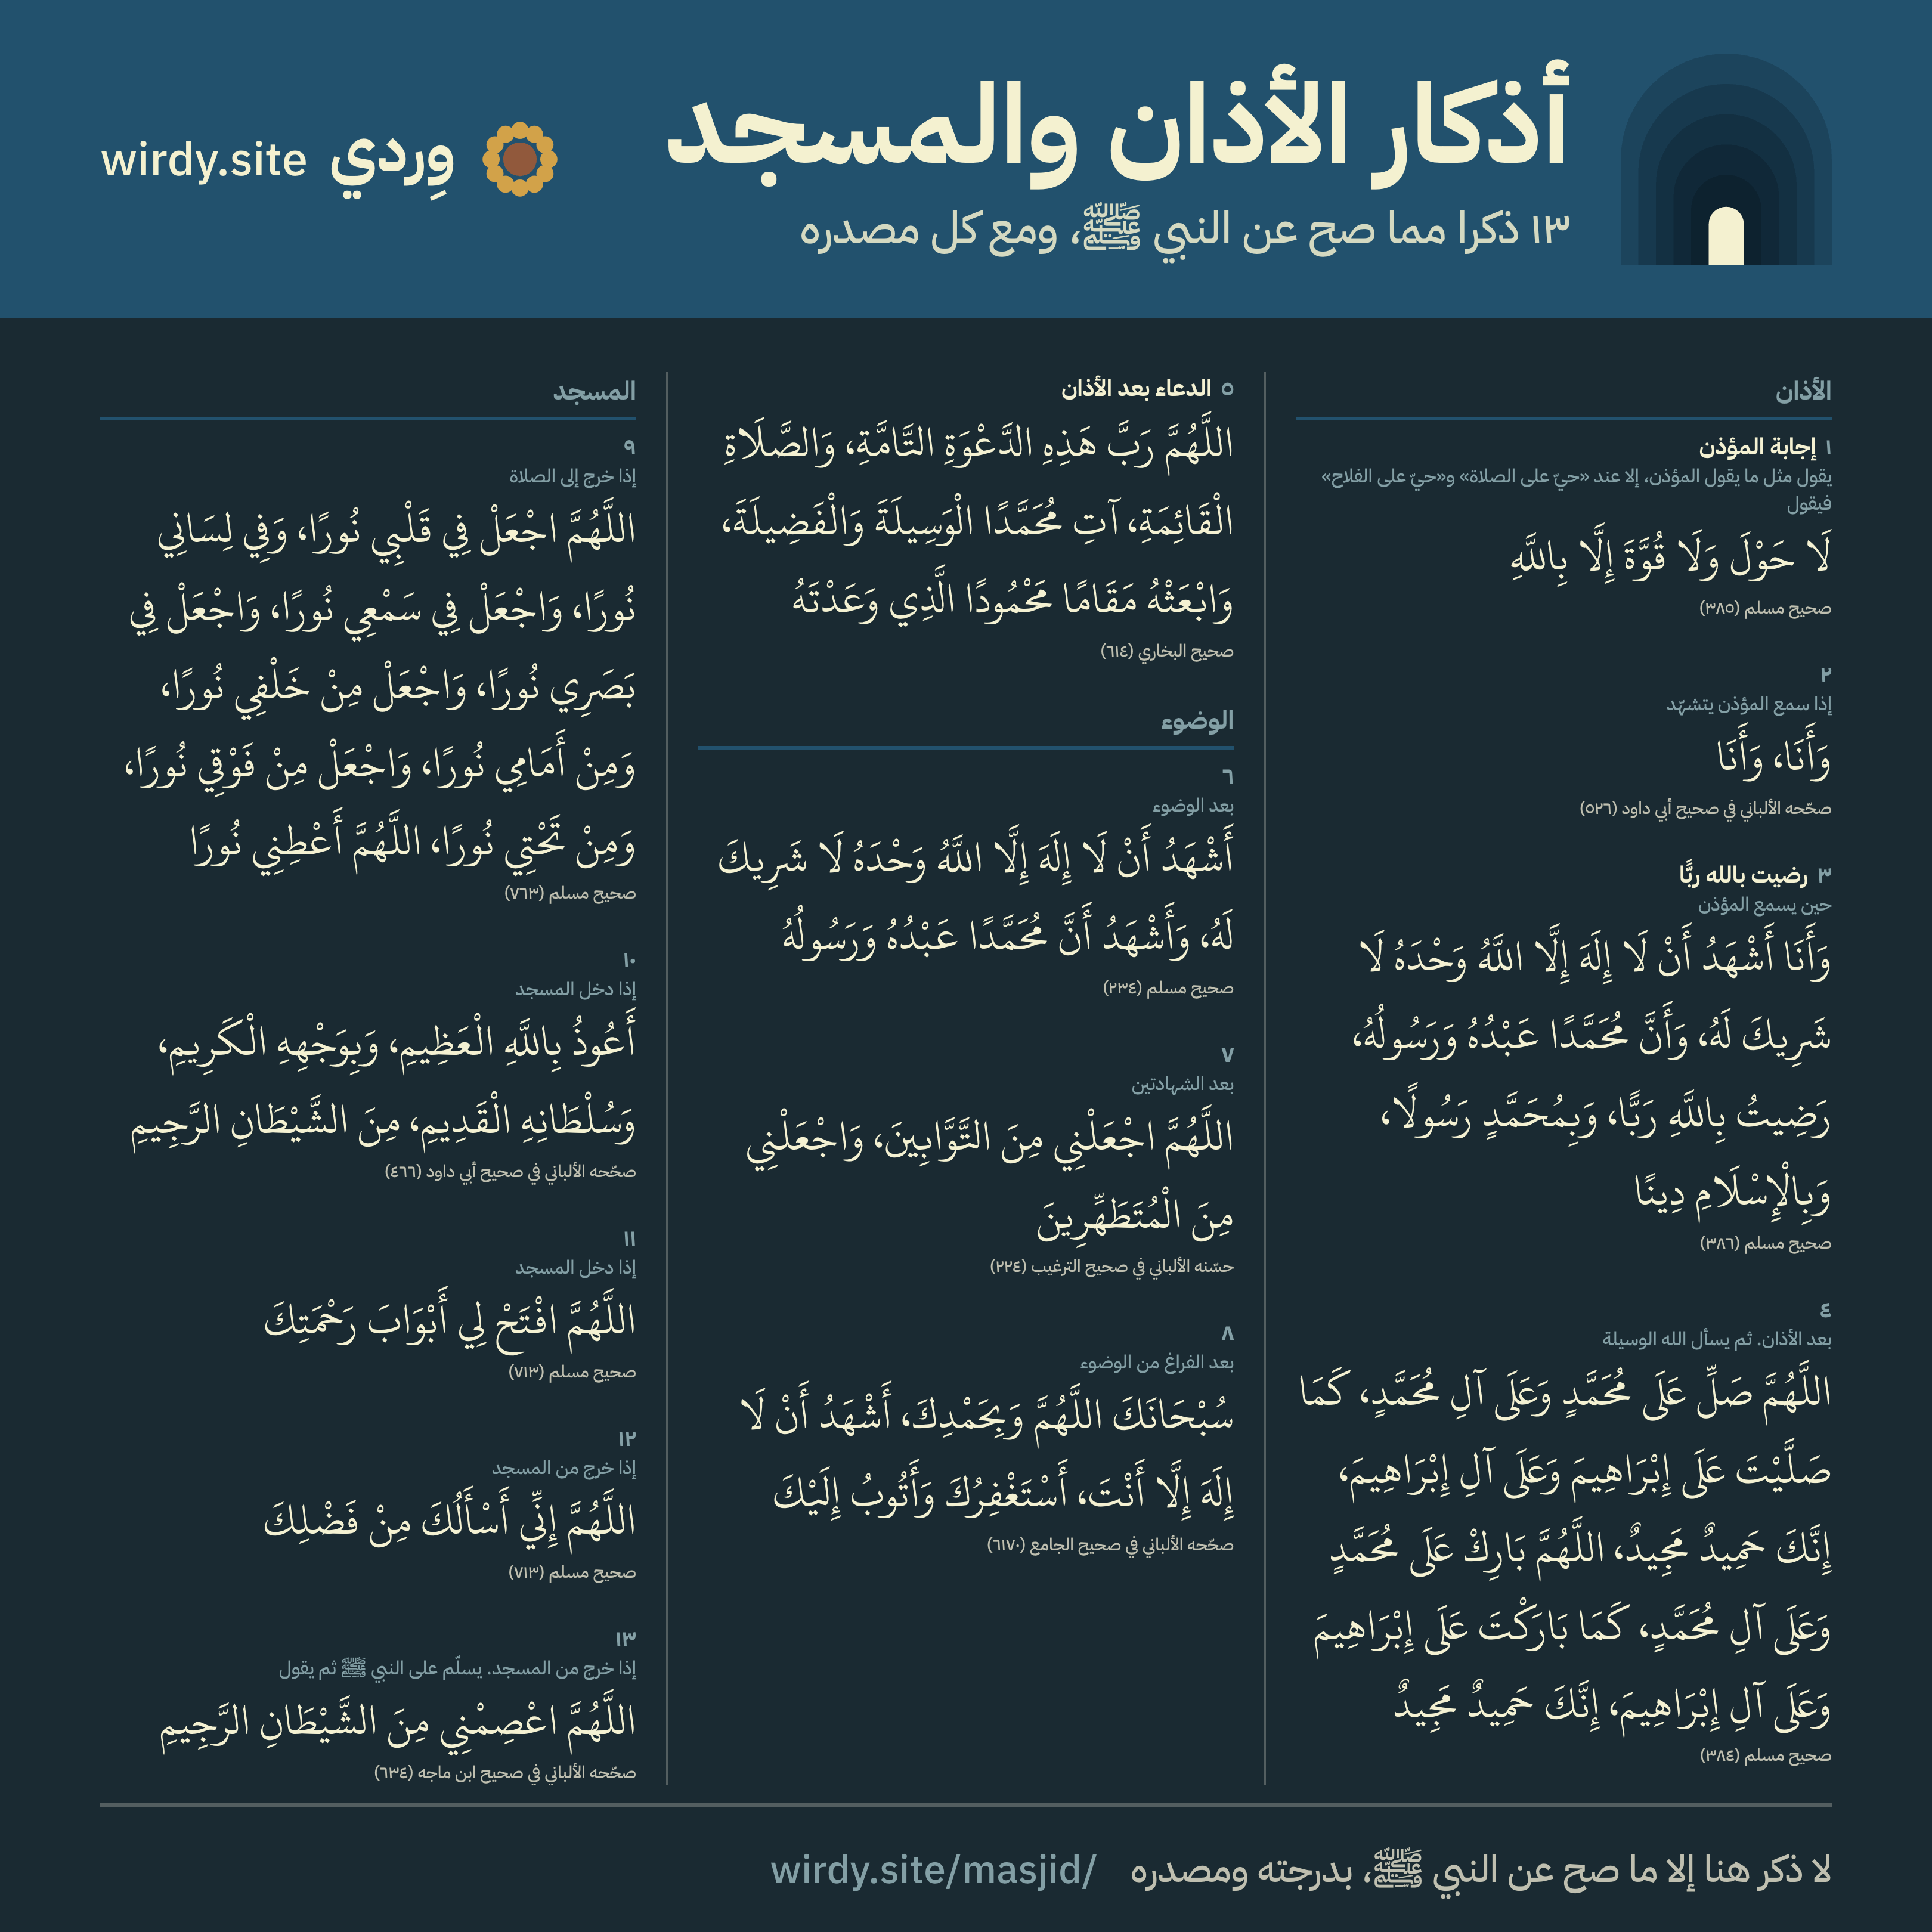 أذكار الأذان والمسجد
١٣ ذكرا مما صح عن النبي ﷺ، ومع كل مصدره
وِردي wirdy.site
الأذان
١ إجابة المؤذن
يقول مثل ما يقول المؤذن، إلا عند «حيّ على الصلاة» و«حيّ على الفلاح»
فيقول
لَا حَوْلَ وَلَا قُوَّةَ إِلَّا بِاللَّهِ
صحيح مسلم (٣٨٥)
٢
إذا سمع المؤذن يتشهّد
وَأَنَا، وَأَنَا
صحّحه الألباني في صحيح أبي داود (٥٢٦)
٣ رضيت بالله ربًّا
حين يسمع المؤذن
وَأَنَا أَشْهَدُ أَنْ لَا إِلَهَ إِلَّا اللَّهُ وَحْدَهُ لَا
شَرِيكَ لَهُ، وَأَنَّ مُحَمَّدًا عَبْدُهُ وَرَسُولُهُ،
رَضِيتُ بِاللَّهِ رَبًّا، وَبِمُحَمَّدٍ رَسُولًا،
وَبِالْإِسْلَامِ دِينًا
صحيح مسلم (٣٨٦)
٤
بعد الأذان. ثم يسأل الله الوسيلة
اللَّهُمَّ صَلِّ عَلَى مُحَمَّدٍ وَعَلَى آلِ مُحَمَّدٍ، كَمَا
صَلَّيْتَ عَلَى إِبْرَاهِيمَ وَعَلَى آلِ إِبْرَاهِيمَ،
إِنَّكَ حَمِيدٌ مَجِيدٌ، اللَّهُمَّ بَارِكْ عَلَى مُحَمَّدٍ
وَعَلَى آلِ مُحَمَّدٍ، كَمَا بَارَكْتَ عَلَى إِبْرَاهِيمَ
وَعَلَى آلِ إِبْرَاهِيمَ، إِنَّكَ حَمِيدٌ مَجِيدٌ
صحيح مسلم (٣٨٤)
٥ الدعاء بعد الأذان
اللَّهُمَّ رَبَّ هَذِهِ الدَّعْوَةِ التَّامَّةِ، وَالصَّلَاةِ
الْقَائِمَةِ، آتِ مُحَمَّدًا الْوَسِيلَةَ وَالْفَضِيلَةَ،
وَابْعَثْهُ مَقَامًا مَحْمُودًا الَّذِي وَعَدْتَهُ
صحيح البخاري (٦١٤)
الوضوء
٦
بعد الوضوء
أَشْهَدُ أَنْ لَا إِلَهَ إِلَّا اللَّهُ وَحْدَهُ لَا شَرِيكَ
لَهُ، وَأَشْهَدُ أَنَّ مُحَمَّدًا عَبْدُهُ وَرَسُولُهُ
صحيح مسلم (٢٣٤)
٧
بعد الشهادتين
اللَّهُمَّ اجْعَلْنِي مِنَ التَّوَّابِينَ، وَاجْعَلْنِي
مِنَ الْمُتَطَهِّرِينَ
حسّنه الألباني في صحيح الترغيب (٢٢٤)
٨
بعد الفراغ من الوضوء
سُبْحَانَكَ اللَّهُمَّ وَبِحَمْدِكَ، أَشْهَدُ أَنْ لَا
إِلَهَ إِلَّا أَنْتَ، أَسْتَغْفِرُكَ وَأَتُوبُ إِلَيْكَ
صحّحه الألباني في صحيح الجامع (٦١٧٠)
المسجد
٩
إذا خرج إلى الصلاة
اللَّهُمَّ اجْعَلْ فِي قَلْبِي نُورًا، وَفِي لِسَانِي
نُورًا، وَاجْعَلْ فِي سَمْعِي نُورًا، وَاجْعَلْ فِي
بَصَرِي نُورًا، وَاجْعَلْ مِنْ خَلْفِي نُورًا،
وَمِنْ أَمَامِي نُورًا، وَاجْعَلْ مِنْ فَوْقِي نُورًا،
وَمِنْ تَحْتِي نُورًا، اللَّهُمَّ أَعْطِنِي نُورًا
صحيح مسلم (٧٦٣)
١٠
إذا دخل المسجد
أَعُوذُ بِاللَّهِ الْعَظِيمِ، وَبِوَجْهِهِ الْكَرِيمِ،
وَسُلْطَانِهِ الْقَدِيمِ، مِنَ الشَّيْطَانِ الرَّجِيمِ
صحّحه الألباني في صحيح أبي داود (٤٦٦)
١١
إذا دخل المسجد
اللَّهُمَّ افْتَحْ لِي أَبْوَابَ رَحْمَتِكَ
صحيح مسلم (٧١٣)
١٢
إذا خرج من المسجد
اللَّهُمَّ إِنِّي أَسْأَلُكَ مِنْ فَضْلِكَ
صحيح مسلم (٧١٣)
١٣
إذا خرج من المسجد. يسلّم على النبي ﷺ ثم يقول
اللَّهُمَّ اعْصِمْنِي مِنَ الشَّيْطَانِ الرَّجِيمِ
صحّحه الألباني في صحيح ابن ماجه (٦٣٤)
لا ذكر هنا إلا ما صح عن النبي ﷺ، بدرجته ومصدره wirdy.site/masjid/